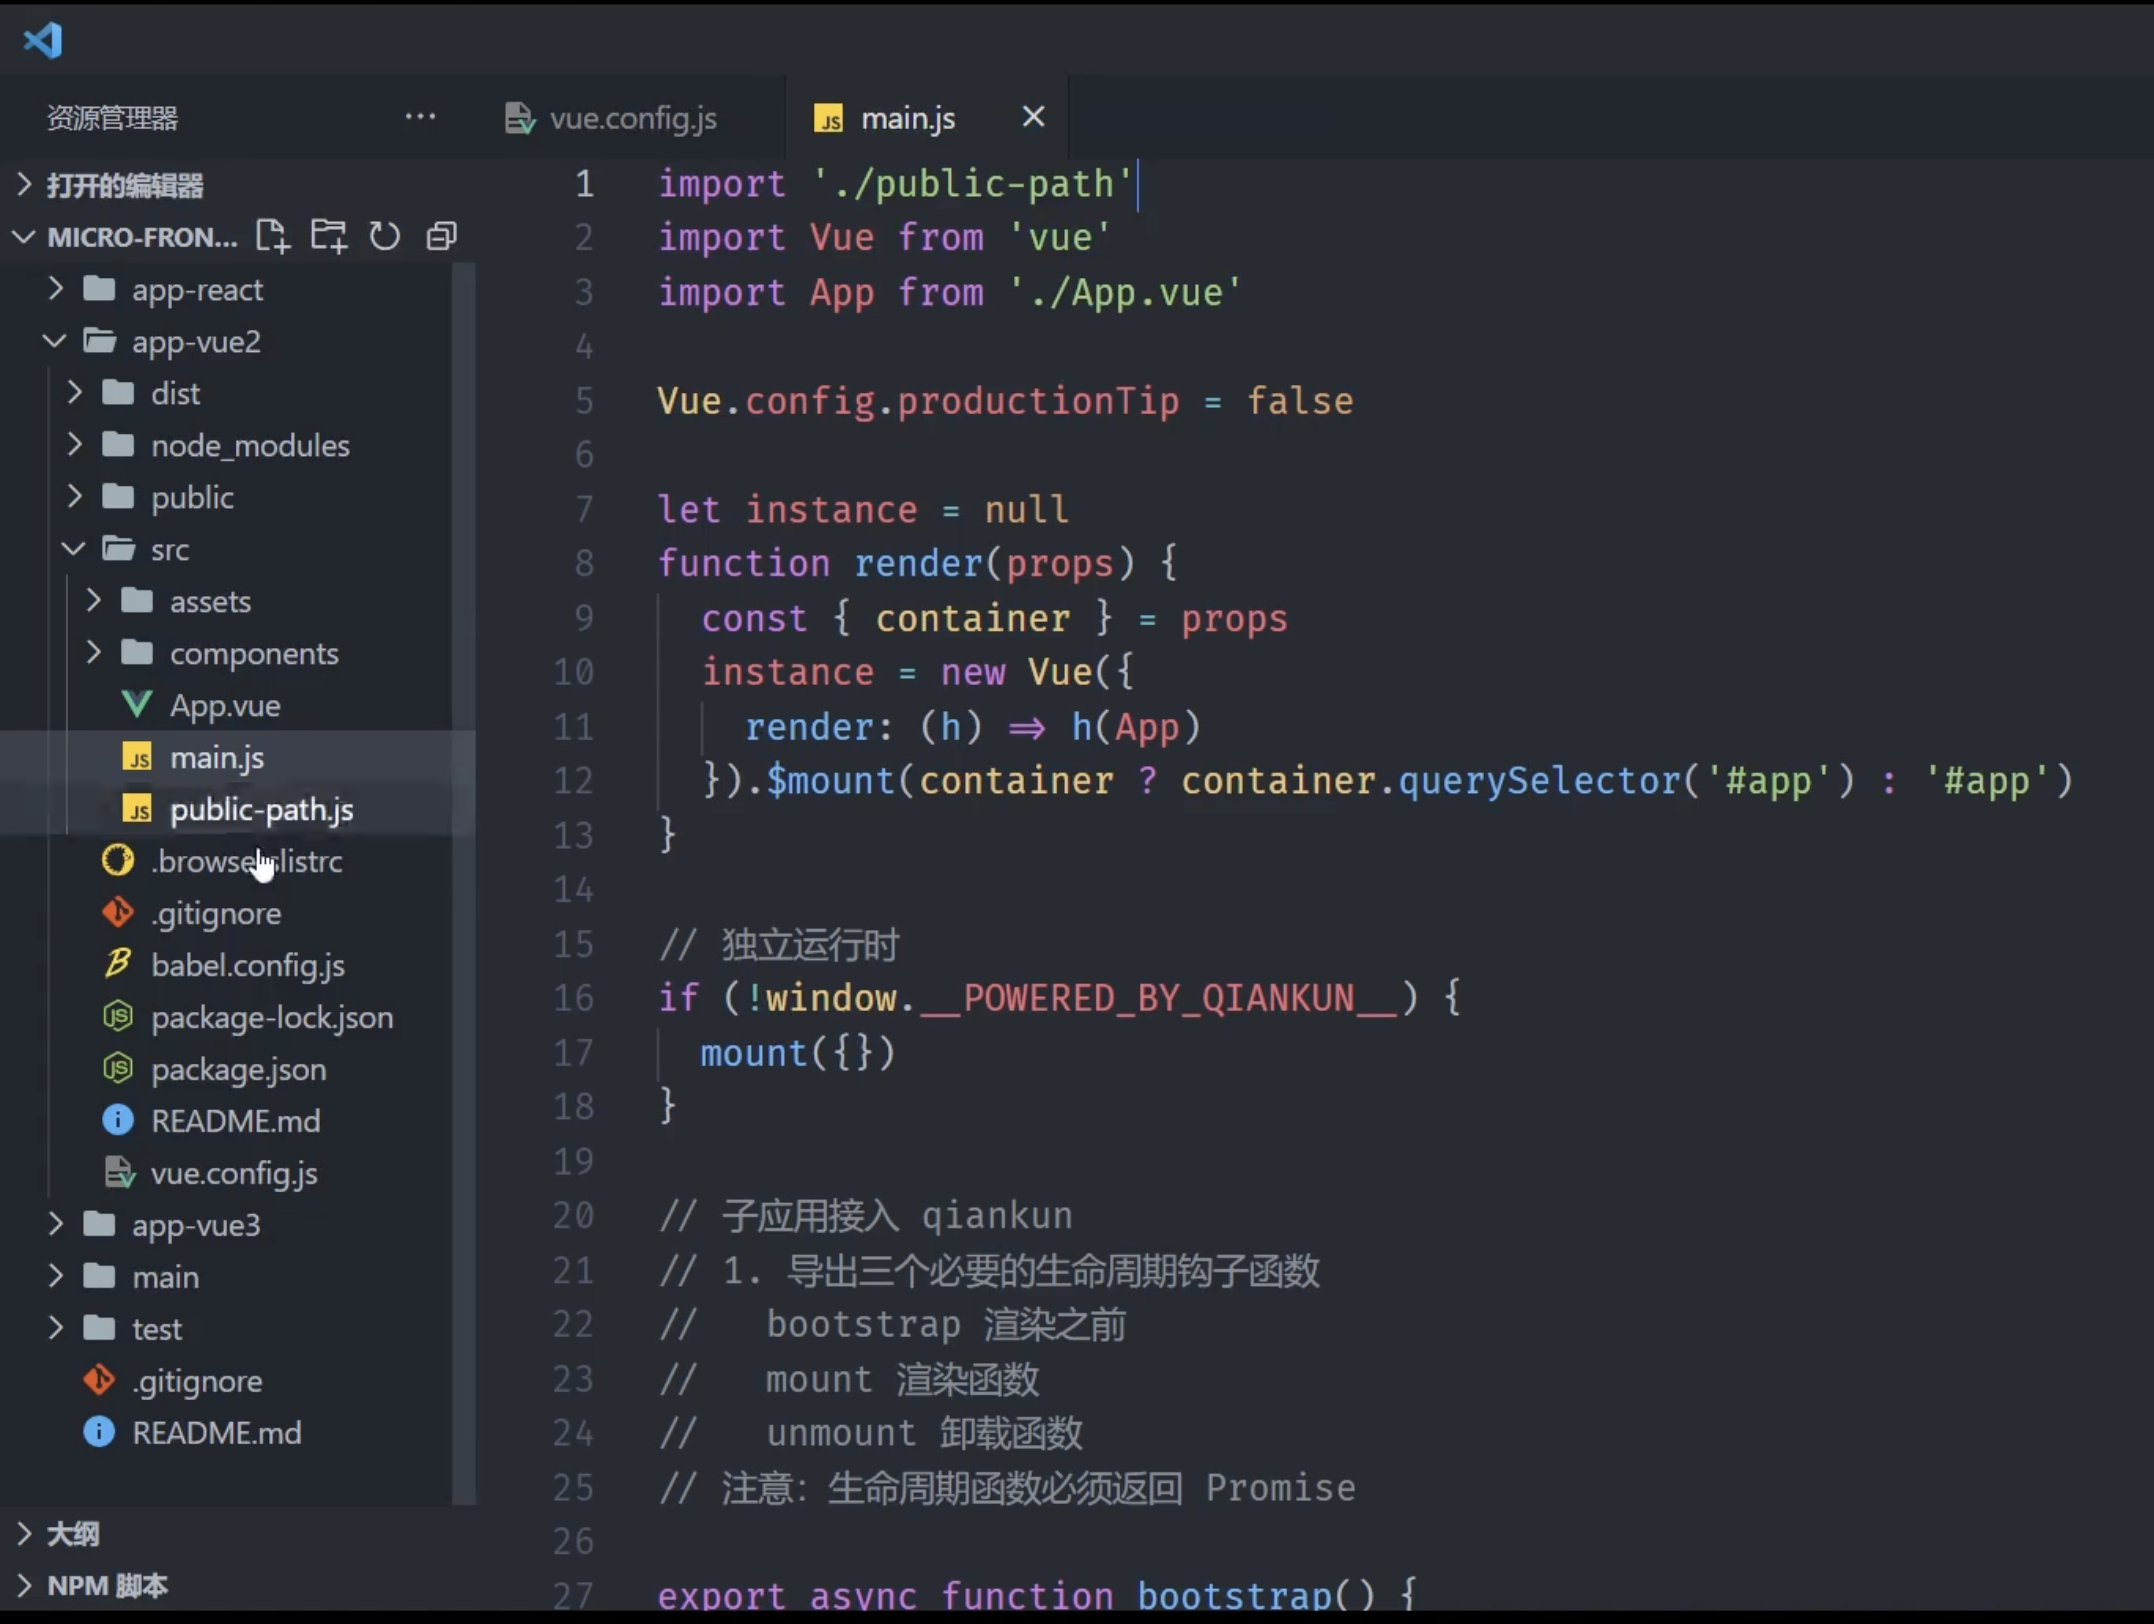 资源管理器
打开的编辑器
MICRO-FRON...
app-react
app-vue2
dist
node_modules
public
src
assets
components
App.vue
main.js
public-path.js
.gitignore
babel.config.js
package-lock.json
package.json
README.md
vue.config.js
app-vue3
main
test
.gitignore
README.md
大纲
NPM 脚本
vue.config.js
main.js
1 import './public-path'
2 import Vue from 'vue'
3 import App from './App.vue'
4
5 Vue.config.productionTip = false
6
7 let instance = null
8 function render(props) {
9   const { container } = props
10   instance = new Vue({
11     render: (h) => h(App)
12   }).$mount(container ? container.querySelector('#app') : '#app')
13 }
14
15 // 独立运行时
16 if (!window.__POWERED_BY_QIANKUN__) {
17   mount({})
18 }
19
20 // 子应用接入 qiankun
21 // 1. 导出三个必要的生命周期钩子函数
22 //   bootstrap 渲染之前
23 //   mount 渲染函数
24 //   unmount 卸载函数
25 // 注意: 生命周期函数必须返回 Promise
26
27 export async function bootstrap() {